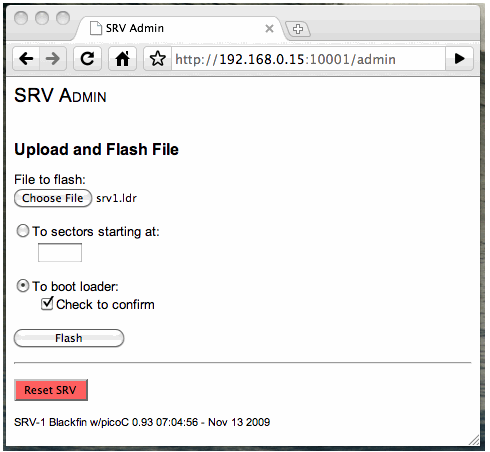 SRV Admin
http://192.168.0.15:10001/admin
SRV ADMIN
Upload and Flash File
File to flash:
Choose File srv1.ldr
To sectors starting at:
To boot loader:
Check to confirm
Flash
Reset SRV
SRV-1 Blackfin w/picoC 0.93 07:04:56 - Nov 13 2009